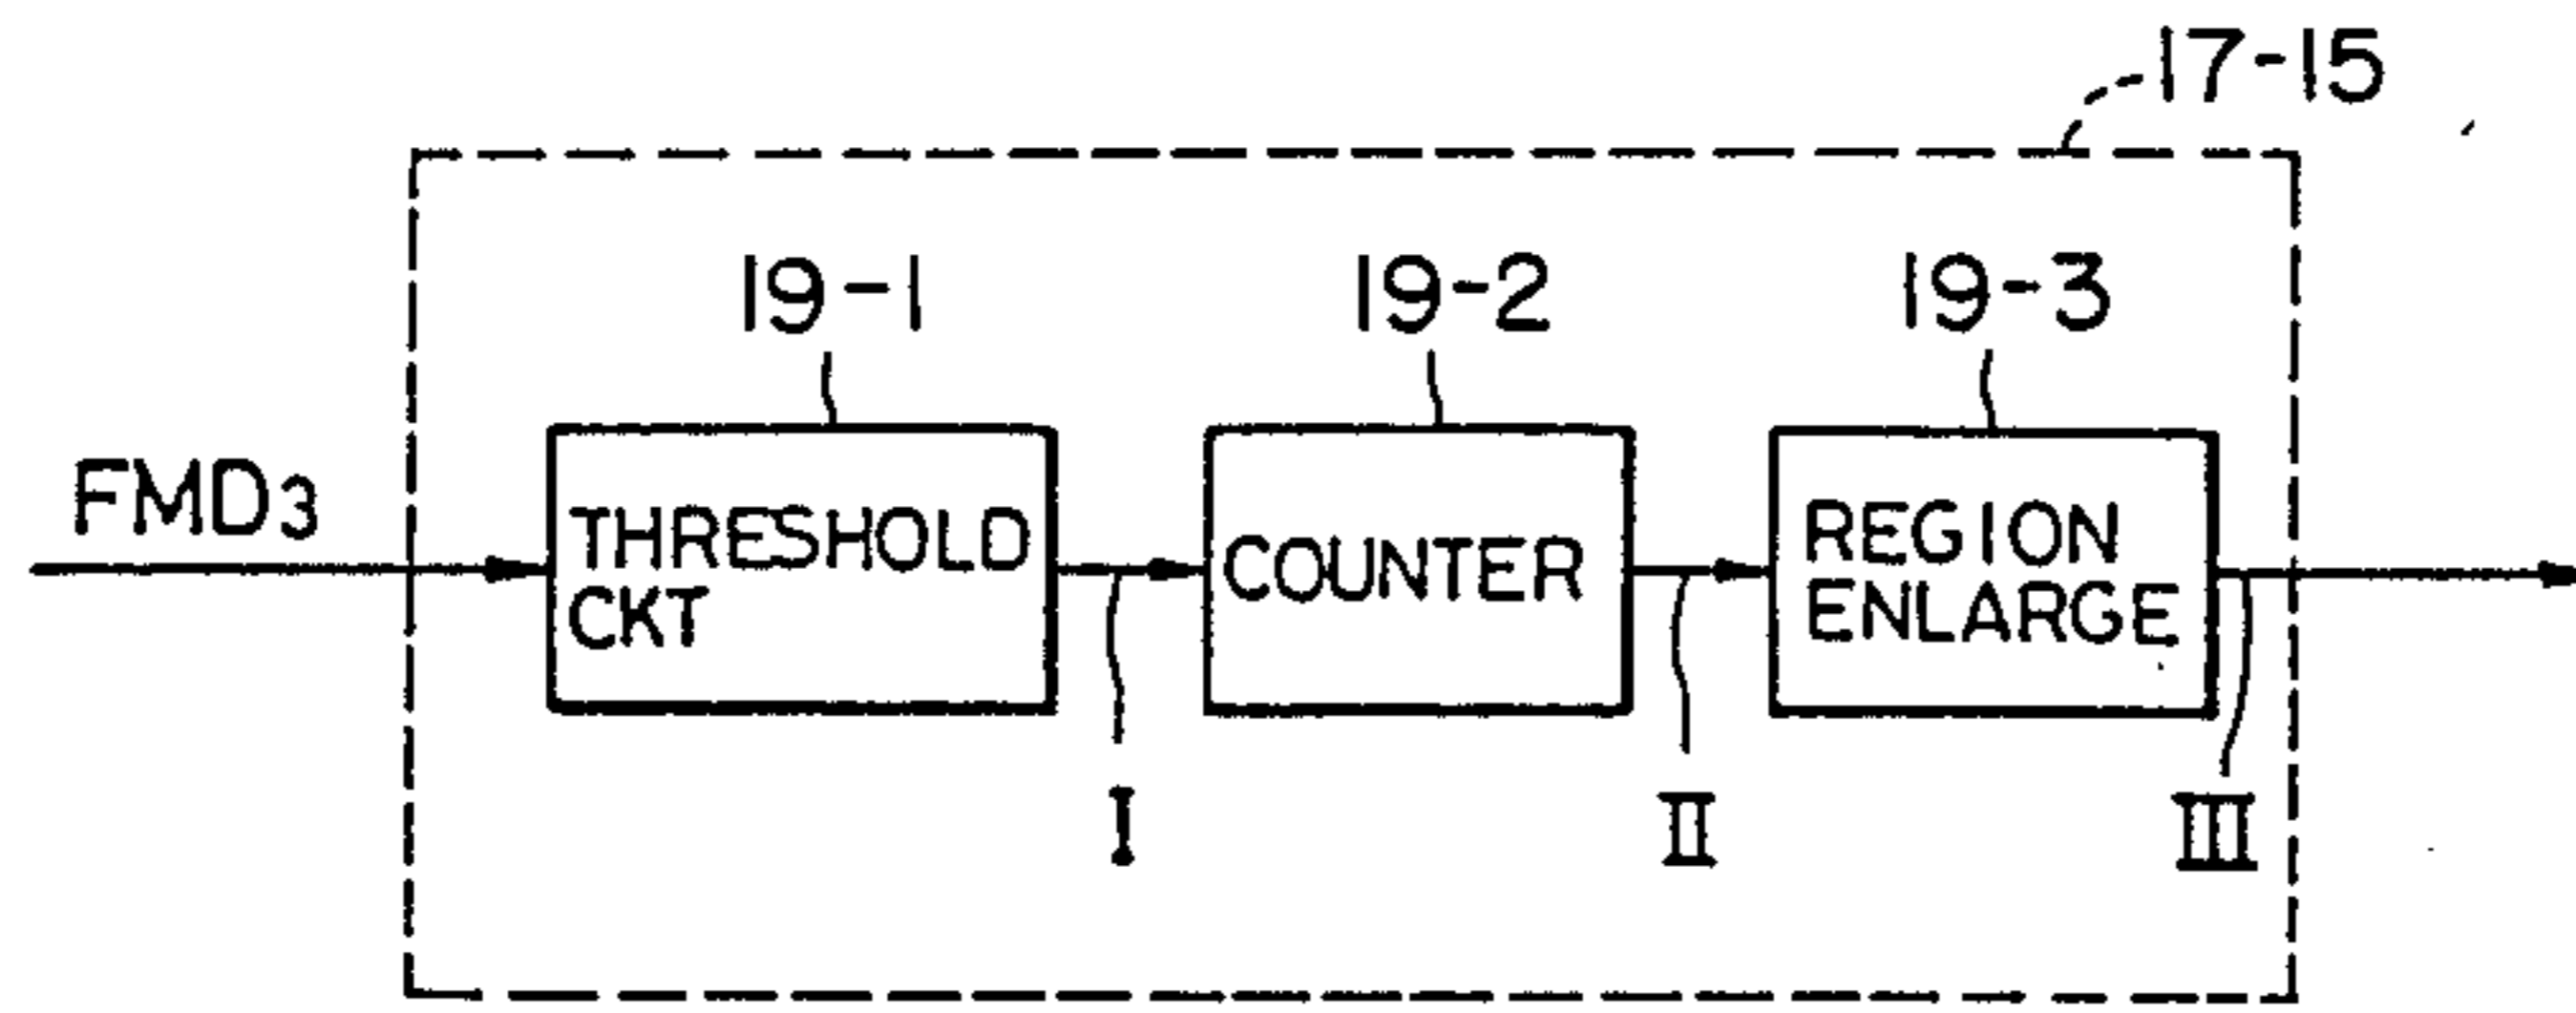 17-15
19-1
19-2
19-3
FMD3
THRESHOLD
CKT
COUNTER
REGION
ENLARGE
I
II
III